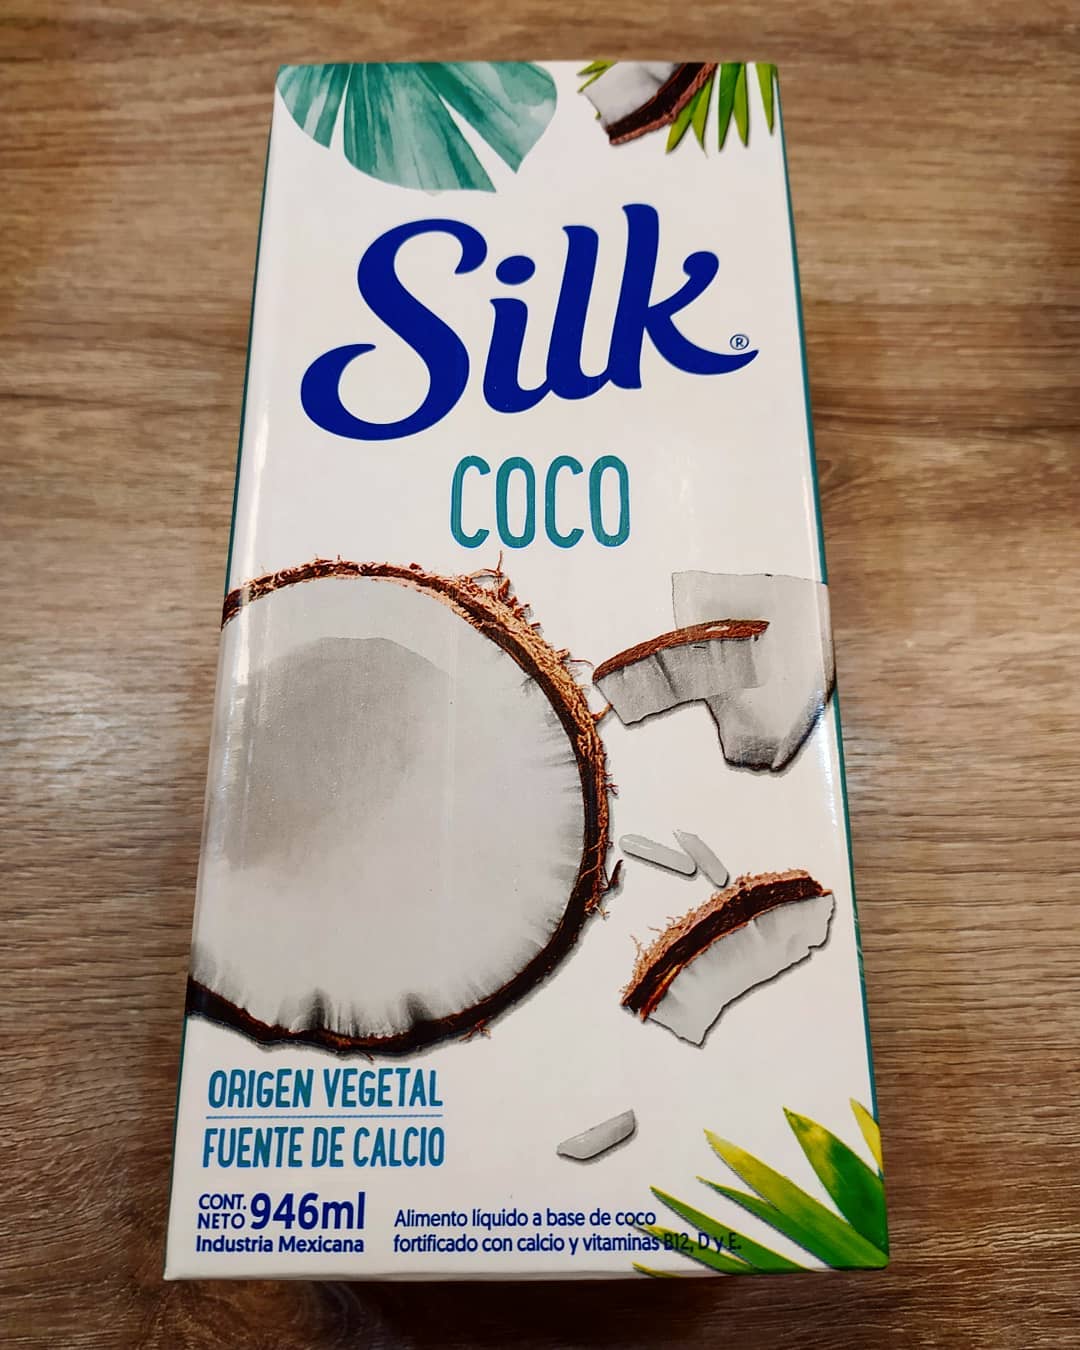 Silk®
COCO
ORIGEN VEGETAL
FUENTE DE CALCIO
CONT. NETO 946ml
Industria Mexicana
Alimento líquido a base de coco
fortificado con calcio y vitaminas B12, D y E.